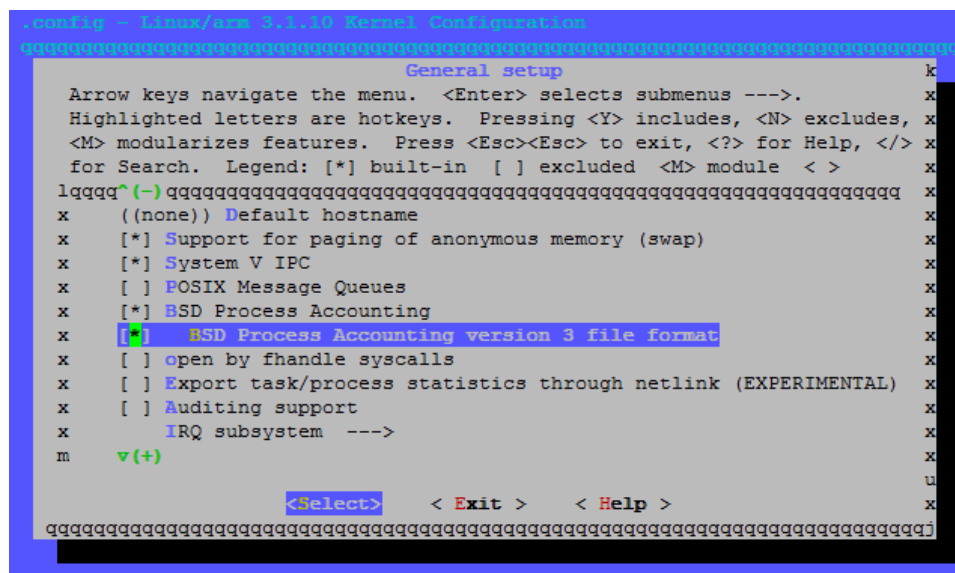 .config - Linux/arm 3.1.10 Kernel Configuration
qqqqqqqqqqqqqqqqqqqqqqqqqqqqqqqqqqqqqqqqqqqqqqqqqqqqqqqqqqqqqqqqqqqqqqqqqqqqqq
General setup k
Arrow keys navigate the menu. <Enter> selects submenus --->. x
Highlighted letters are hotkeys. Pressing <Y> includes, <N> excludes, x
<M> modularizes features. Press <Esc><Esc> to exit, <?> for Help, </> x
for Search. Legend: [*] built-in [ ] excluded <M> module < > x
lqqqq^(-)qqqqqqqqqqqqqqqqqqqqqqqqqqqqqqqqqqqqqqqqqqqqqqqqqqqqqqqqqqqqq x
x ((none)) Default hostname x
x [*] Support for paging of anonymous memory (swap) x
x [*] System V IPC x
x [ ] POSIX Message Queues x
x [*] BSD Process Accounting x
x [*] BSD Process Accounting version 3 file format x
x [ ] open by fhandle syscalls x
x [ ] Export task/process statistics through netlink (EXPERIMENTAL) x
x [ ] Auditing support x
x IRQ subsystem ---> x
m v(+) x
u
<Select> < Exit > < Help > x
qqqqqqqqqqqqqqqqqqqqqqqqqqqqqqqqqqqqqqqqqqqqqqqqqqqqqqqqqqqqqqqqqqqqqqqqqj